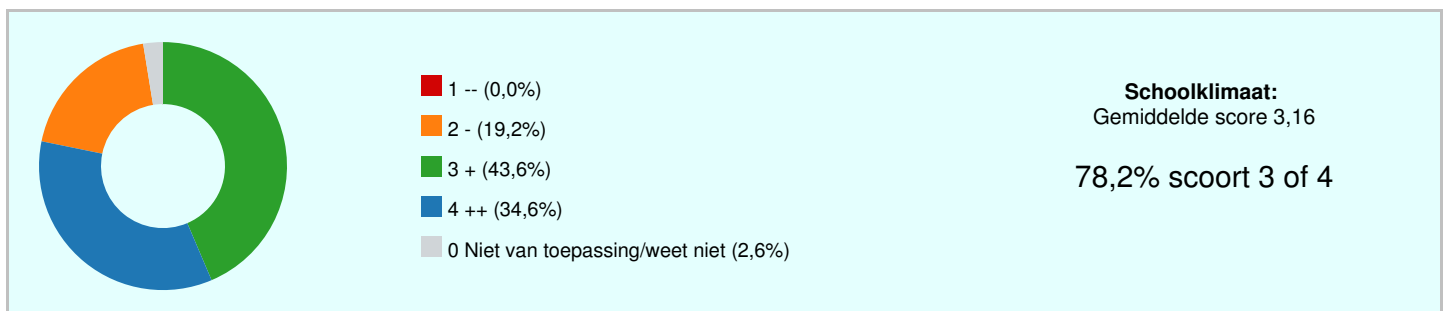 1 -- (0,0%)
2 - (19,2%)
3 + (43,6%)
4 ++ (34,6%)
0 Niet van toepassing/weet niet (2,6%)
Schoolklimaat:
Gemiddelde score 3,16
78,2% scoort 3 of 4